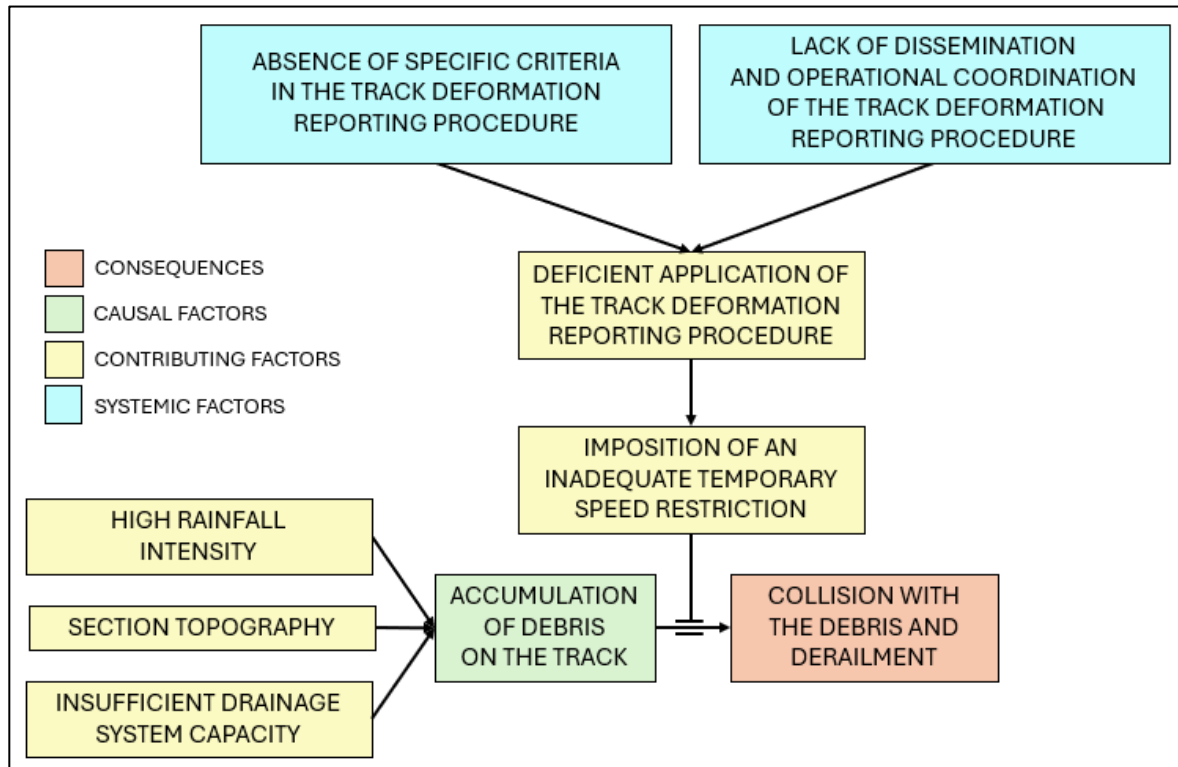 ABSENCE OF SPECIFIC CRITERIA
IN THE TRACK DEFORMATION
REPORTING PROCEDURE
LACK OF DISSEMINATION
AND OPERATIONAL COORDINATION
OF THE TRACK DEFORMATION
REPORTING PROCEDURE
CONSEQUENCES
CAUSAL FACTORS
CONTRIBUTING FACTORS
SYSTEMIC FACTORS
DEFICIENT APPLICATION OF
THE TRACK DEFORMATION
REPORTING PROCEDURE
IMPOSITION OF AN
INADEQUATE TEMPORARY
SPEED RESTRICTION
HIGH RAINFALL
INTENSITY
SECTION TOPOGRAPHY
INSUFFICIENT DRAINAGE
SYSTEM CAPACITY
ACCUMULATION
OF DEBRIS
ON THE TRACK
COLLISION WITH
THE DEBRIS AND
DERAILMENT